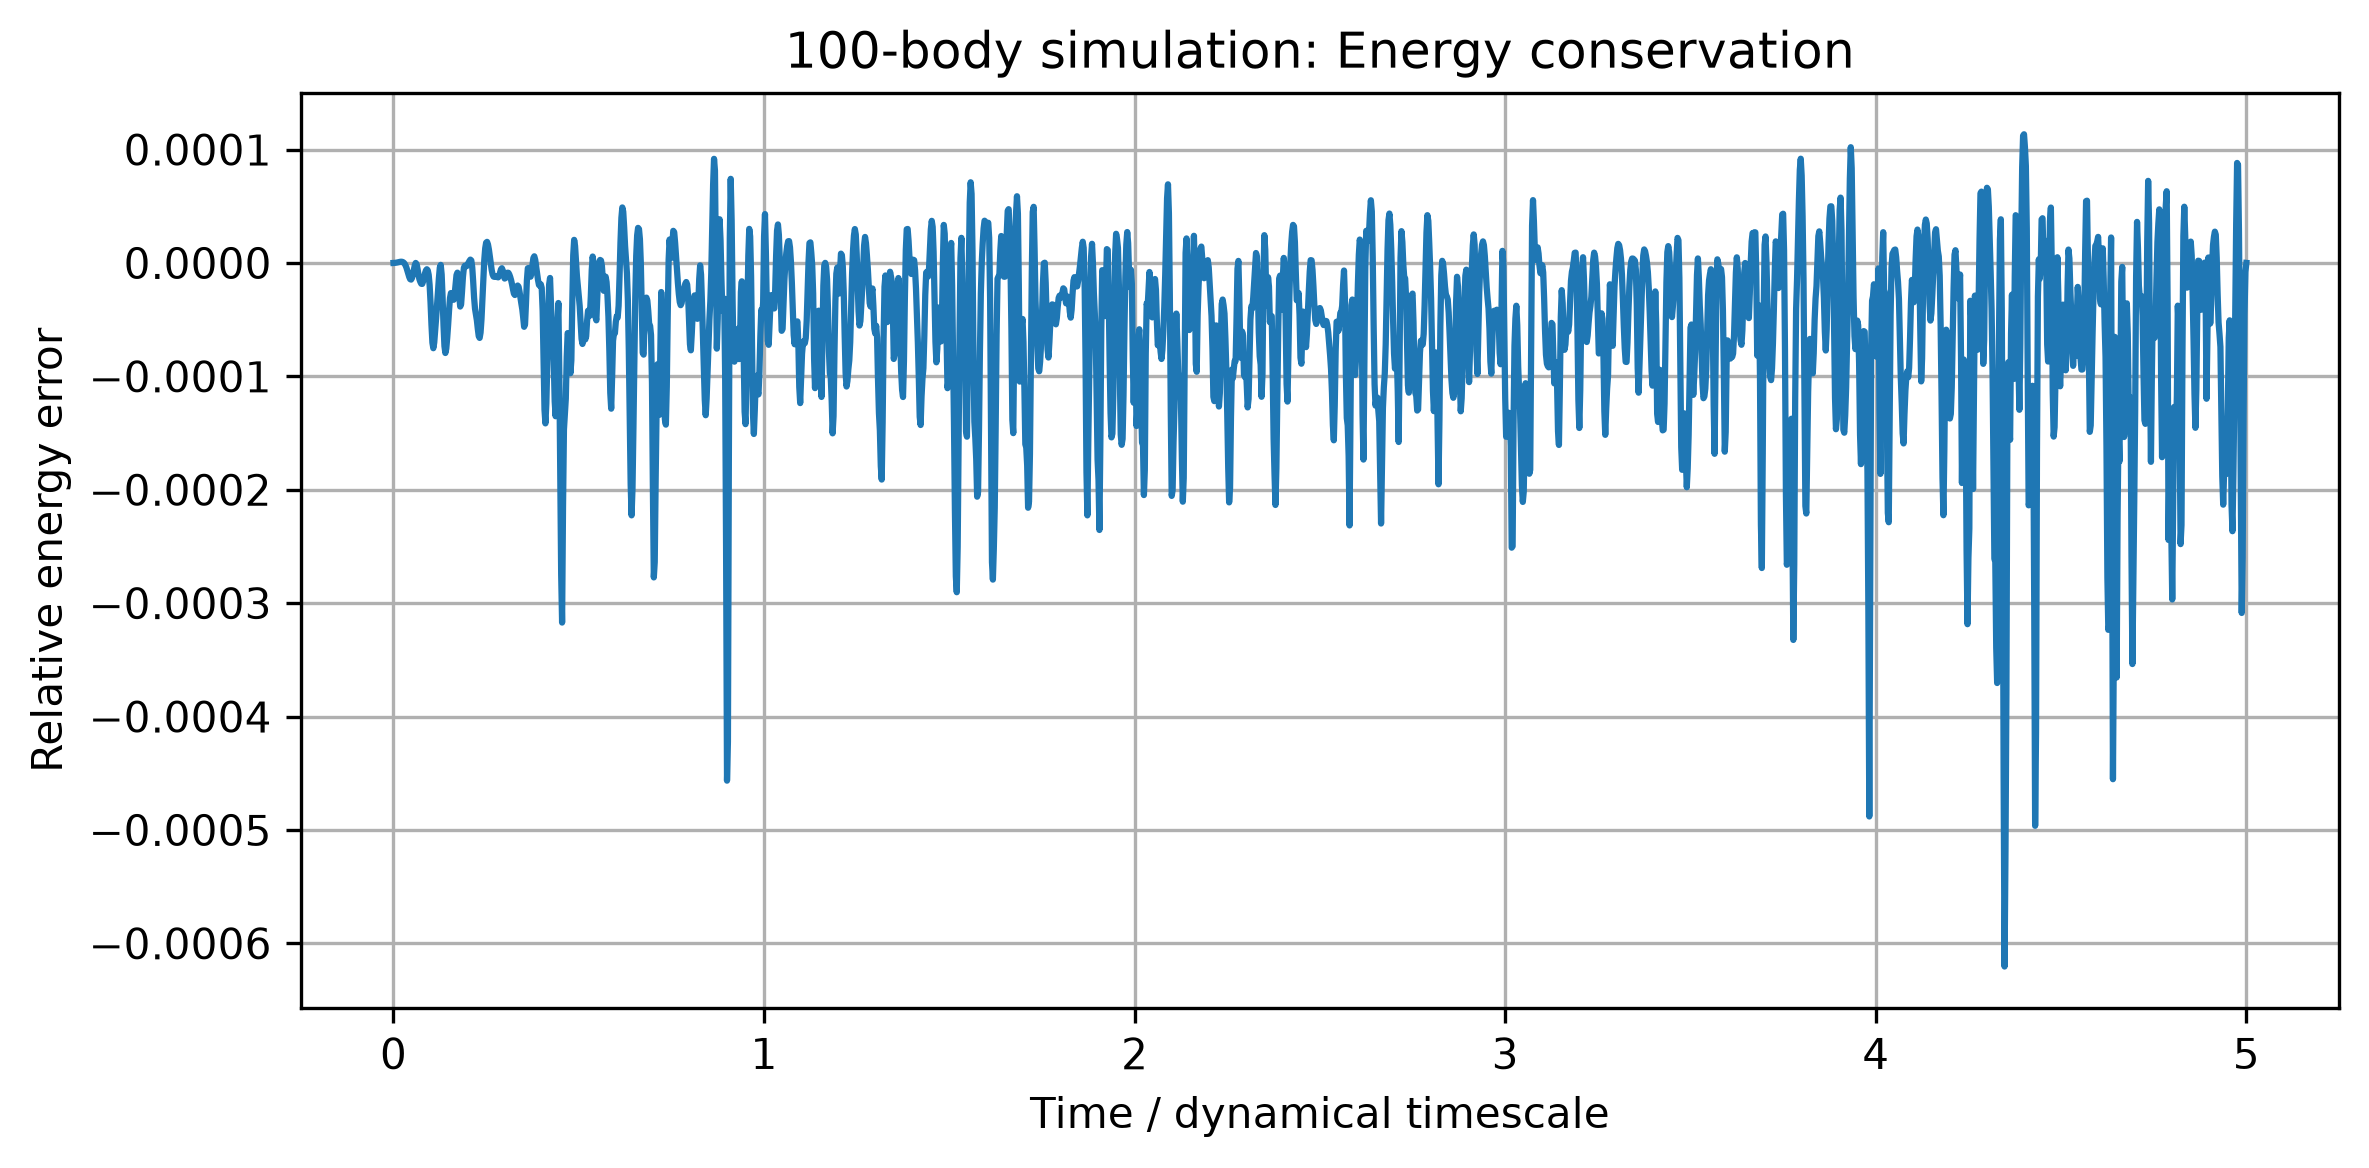 100-body simulation: Energy conservation
Relative energy error
0.0001
0.0000
−0.0001
−0.0002
−0.0003
−0.0004
−0.0005
−0.0006
0 1 2 3 4 5
Time / dynamical timescale